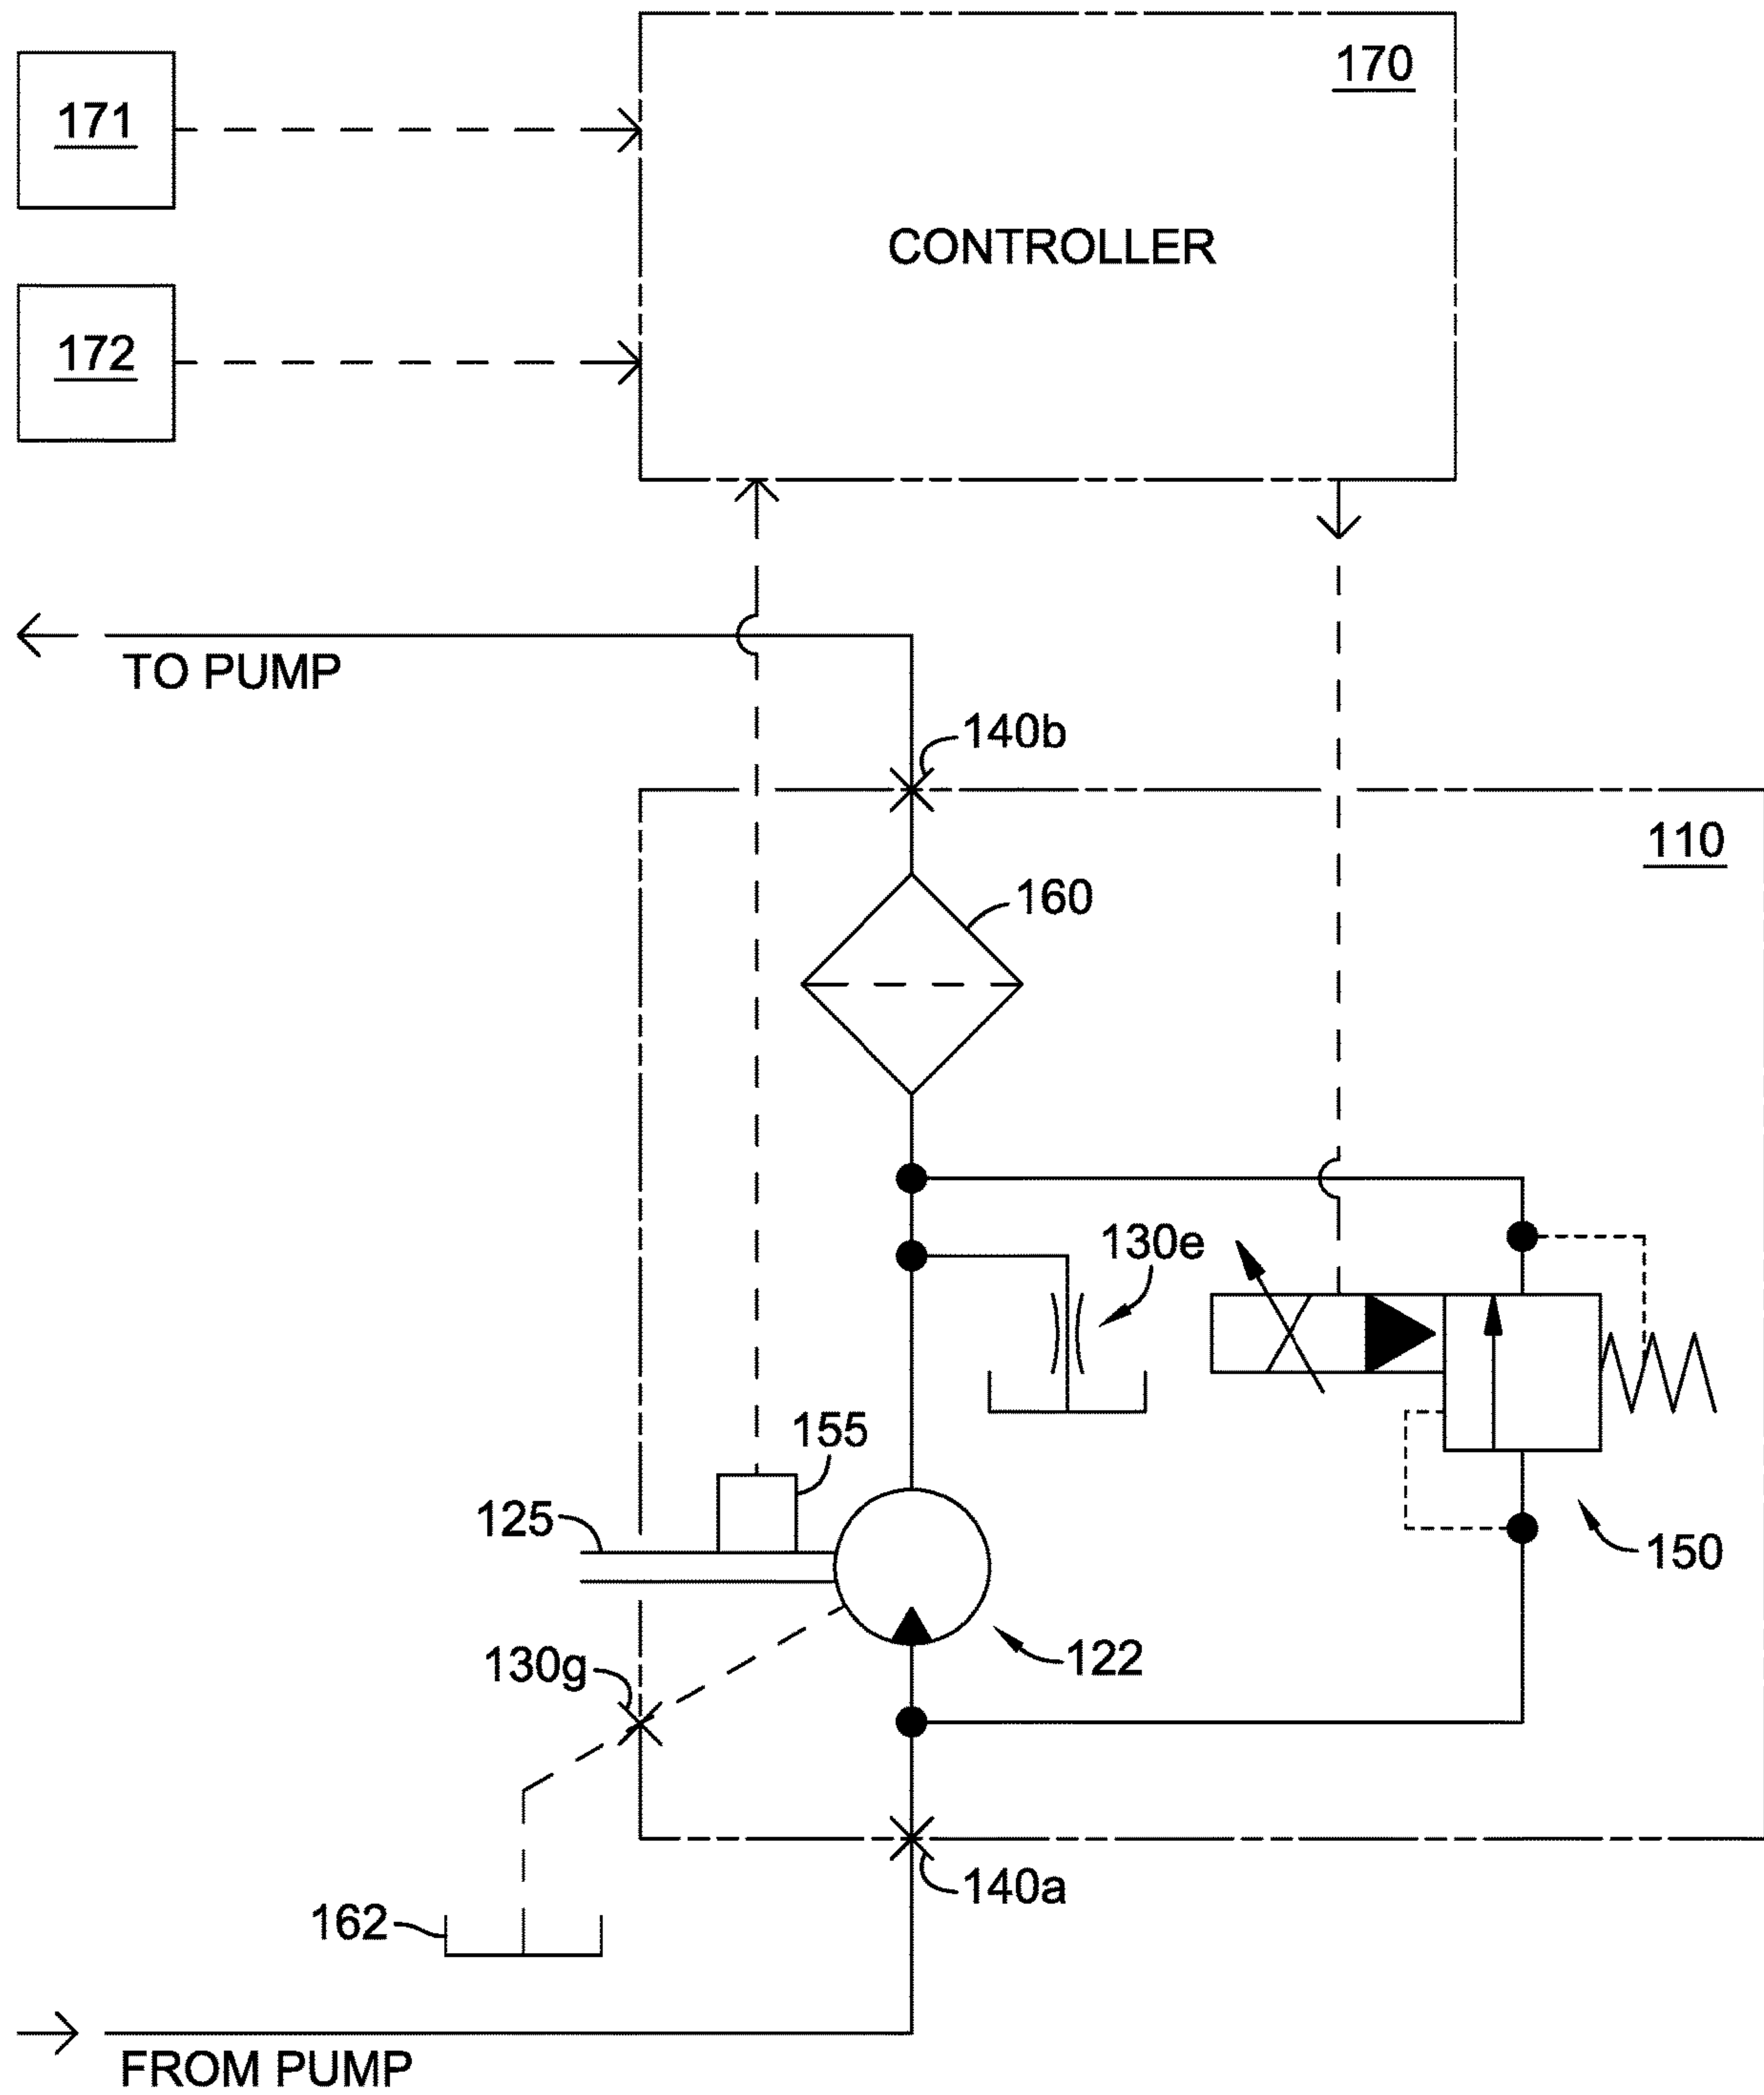 170
171
CONTROLLER
172
TO PUMP
140b
110
160
130e
155
125
150
122
130g
140a
162
FROM PUMP